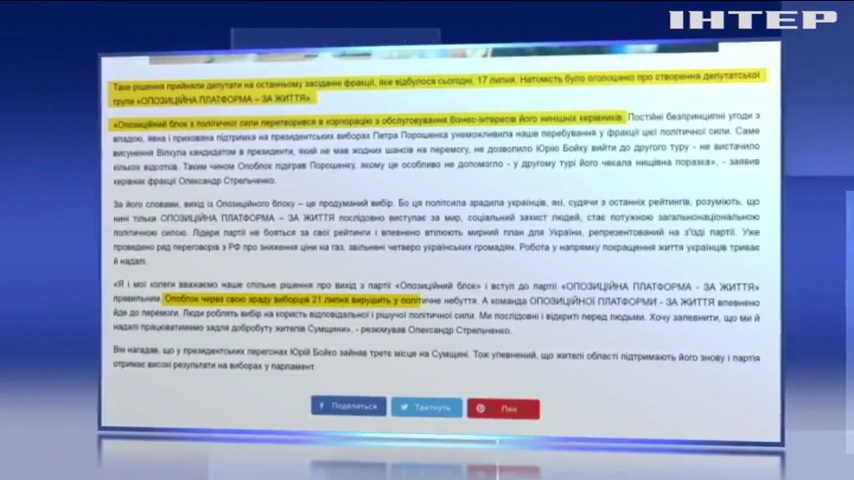 ІНТЕР
Таке рішення прийняли депутати на останньому засіданні фракції, яке відбулося сьогодні, 17 липня. Натомість було оголошено про створення депутатської
групи «ОПОЗИЦІЙНА ПЛАТФОРМА – ЗА ЖИТТЯ».
«Опозиційний блок з політичної сили перетворився в корпорацію з обслуговування бізнес-інтересів його нинішніх керівників. Постійні безпринципні угоди з
владою, явна і прихована підтримка на президентських виборах Петра Порошенка унеможливила наше перебування у фракції цієї політичної сили. Саме
висунення Вілкула кандидатом в президенти, який не мав жодних шансів на перемогу, не дозволило Юрію Бойку вийти до другого туру - не вистачило
кількох відсотків. Таким чином Опоблок підіграв Порошенку, якому це особливо не допомогло - у другому турі його чекала нищівна поразка», - заявив
керівник фракції Олександр Стрельченко.
За його словами, вихід із Опозиційного блоку – це продуманий вибір. Бо ця політсила зрадила українців, які, судячи з останніх рейтингів, розуміють, що
нині тільки ОПОЗИЦІЙНА ПЛАТФОРМА – ЗА ЖИТТЯ послідовно виступає за мир, соціальний захист людей, стає потужною загальнонаціональною
політичною силою. Лідери партії не бояться за свої рейтинги і впевнено втілюють мирний план для України, репрезентований на з'їзді партії. Уже
проведено ряд переговорів з РФ про зниження ціни на газ, звільнені четверо українських громадян. Робота у напрямку покращення життя українців триває
й надалі.
«Я і мої колеги вважаємо наше спільне рішення про вихід з партії «Опозиційний блок» і вступ до партії «ОПОЗИЦІЙНА ПЛАТФОРМА - ЗА ЖИТТЯ»
правильним. Опоблок через свою зраду виборців 21 липня вирушить у політичне небуття. А команда ОПОЗИЦІЙНОЇ ПЛАТФОРМИ - ЗА ЖИТТЯ впевнено
йде до перемоги. Люди роблять вибір на користь відповідальної і рішучої політичної сили. Ми послідовні і відкриті перед людьми. Хочу запевнити, що ми й
надалі працюватимемо задля добробуту жителів Сумщини», - резюмував Олександр Стрельченко.
Він нагадав, що у президентських перегонах Юрій Бойко зайняв третє місце на Сумщині. Тож упевнений, що жителі області підтримають його знову і партія
отримає високі результати на виборах у парламент.
Поделиться Твитнуть Пин